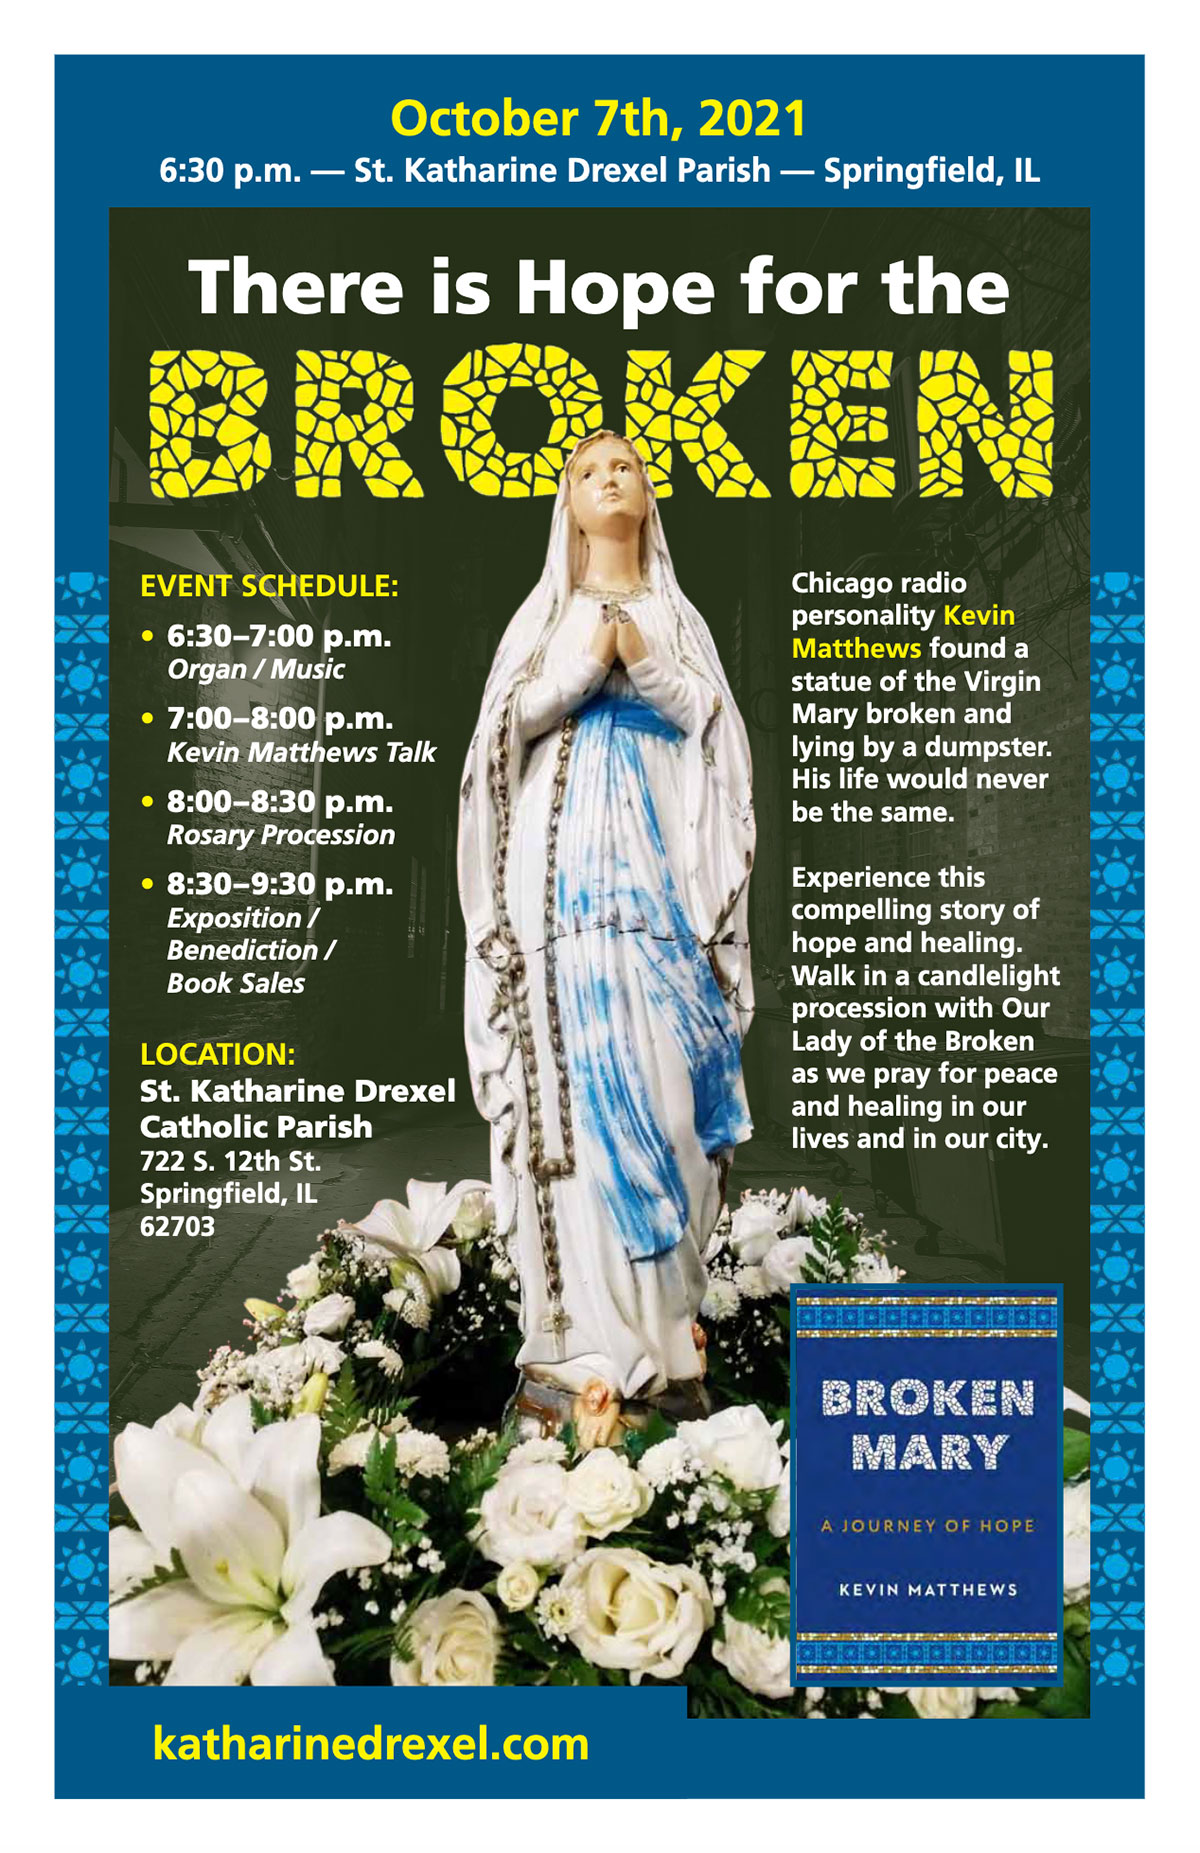 October 7th, 2021
6:30 p.m. — St. Katharine Drexel Parish — Springfield, IL
There is Hope for the
BROKEN
EVENT SCHEDULE:
• 6:30–7:00 p.m.
Organ / Music
• 7:00–8:00 p.m.
Kevin Matthews Talk
• 8:00–8:30 p.m.
Rosary Procession
• 8:30–9:30 p.m.
Exposition /
Benediction /
Book Sales
LOCATION:
St. Katharine Drexel
Catholic Parish
722 S. 12th St.
Springfield, IL
62703
Chicago radio
personality Kevin
Matthews found a
statue of the Virgin
Mary broken and
lying by a dumpster.
His life would never
be the same.
Experience this
compelling story of
hope and healing.
Walk in a candlelight
procession with Our
Lady of the Broken
as we pray for peace
and healing in our
lives and in our city.
BROKEN
MARY
A JOURNEY OF HOPE
KEVIN MATTHEWS
katharinedrexel.com